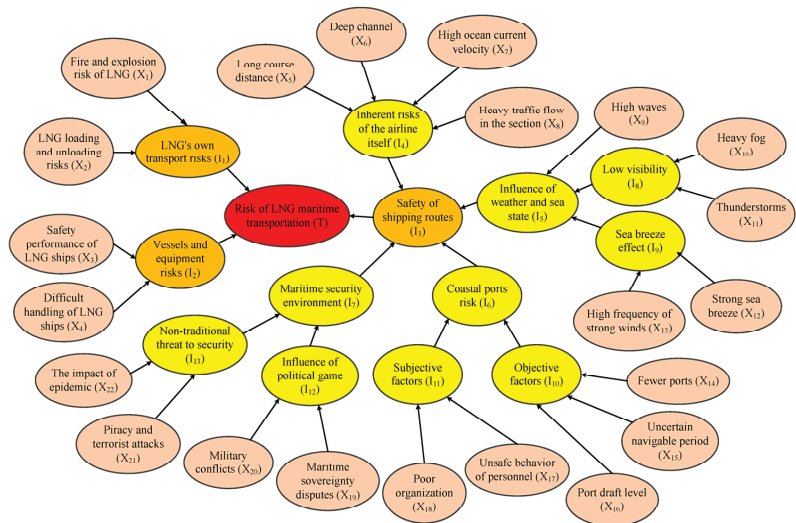 Deep channel
(X₆)
High ocean current
velocity (X₇)
Fire and explosion
risk of LNG (X₁)
Long course
distance (X₅)
Inherent risks
of the airline
itself (I₄)
Heavy traffic flow
in the section (X₈)
High waves
(X₉)
Heavy fog
(X₁₀)
LNG loading
and unloading
risks (X₂)
LNG's own
transport risks (I₁)
Low visibility
(I₈)
Influence of
weather and sea
state (I₅)
Thunderstorms
(X₁₁)
Risk of LNG maritime
transportation (T)
Safety of
shipping routes
(I₃)
Sea breeze
effect (I₉)
Safety
performance of
LNG ships (X₃)
Vessels and
equipment
risks (I₂)
Maritime security
environment (I₇)
Coastal ports
risk (I₆)
High frequency of
strong winds (X₁₃)
Strong sea
breeze (X₁₂)
Difficult
handling of LNG
ships (X₄)
Non-traditional
threat to security
(I₁₃)
Influence of
political game
(I₁₂)
Subjective
factors (I₁₁)
Objective
factors (I₁₀)
Fewer ports (X₁₄)
The impact of
epidemic (X₂₂)
Uncertain
navigable period
(X₁₅)
Piracy and
terrorist attacks
(X₂₁)
Military
conflicts (X₂₀)
Maritime
sovereignty
disputes (X₁₉)
Poor
organization
(X₁₈)
Unsafe behavior
of personnel (X₁₇)
Port draft level
(X₁₆)